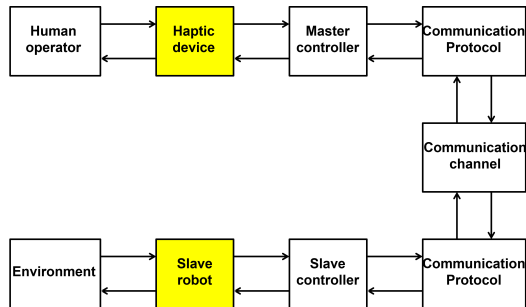 Human
operator
Haptic
device
Master
controller
Communication
Protocol
Communication
channel
Environment
Slave
robot
Slave
controller
Communication
Protocol